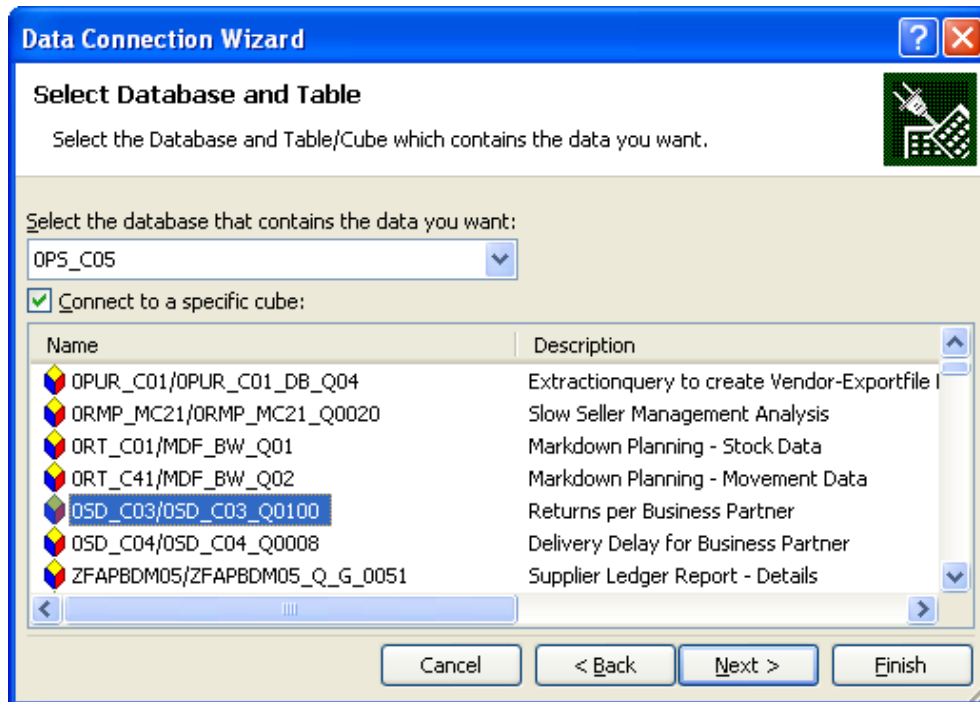 Data Connection Wizard
Select Database and Table
Select the Database and Table/Cube which contains the data you want.
Select the database that contains the data you want:
0PS_C05
Connect to a specific cube:
Name Description
0PUR_C01/0PUR_C01_DB_Q04 Extractionquery to create Vendor-Exportfile
0RMP_MC21/0RMP_MC21_Q0020 Slow Seller Management Analysis
0RT_C01/MDF_BW_Q01 Markdown Planning - Stock Data
0RT_C41/MDF_BW_Q02 Markdown Planning - Movement Data
0SD_C03/0SD_C03_Q0100 Returns per Business Partner
0SD_C04/0SD_C04_Q0008 Delivery Delay for Business Partner
ZFAPBDM05/ZFAPBDM05_Q_G_0051 Supplier Ledger Report - Details
Cancel < Back Next > Finish